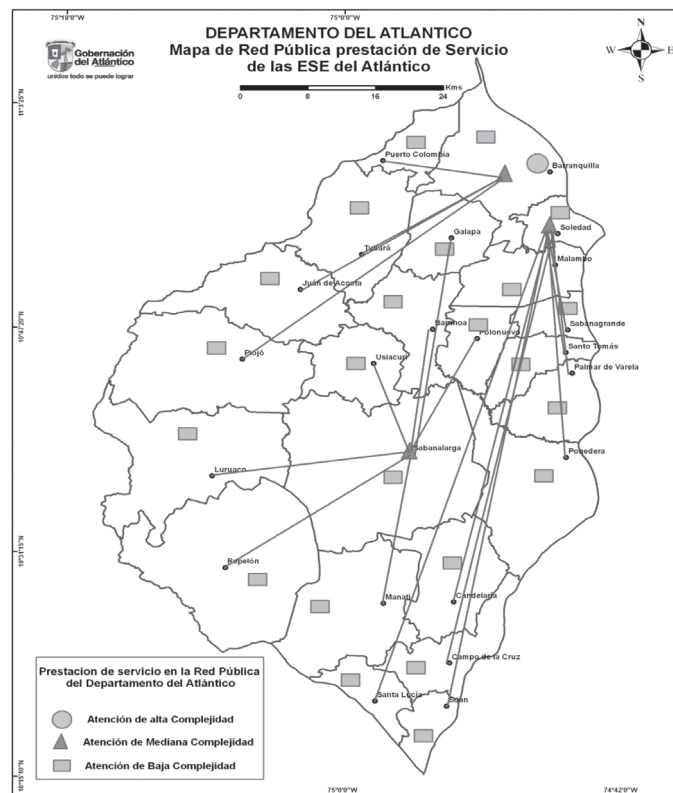 75°18'0"W
75°0'0"W
DEPARTAMENTO DEL ATLANTICO
Mapa de Red Pública prestación de Servicio
de las ESE del Atlántico
Gobernación
del Atlántico
unidos todo se puede lograr
N
W
E
S
Kms
0
8
16
24
Puerto Colombia
Barranquilla
Soledad
Galapa
Tubará
Malambo
Juan de Acosta
10°47'20"N
Baranoa
Polonuevo
Sabanagrande
Santo Tomás
Piojó
Usiacurí
Palmar de Varela
Sabanalarga
Ponedera
Luruaco
10°31'15"N
Repelón
Manatí
Candelaria
Campo de la Cruz
Santa Lucía
Suan
Prestacion de servicio en la Red Pública
del Departamento del Atlántico
Atención de alta Complejidad
Atención de Mediana Complejidad
Atención de Baja Complejidad
10°15'10"N
75°0'0"W
74°42'0"W